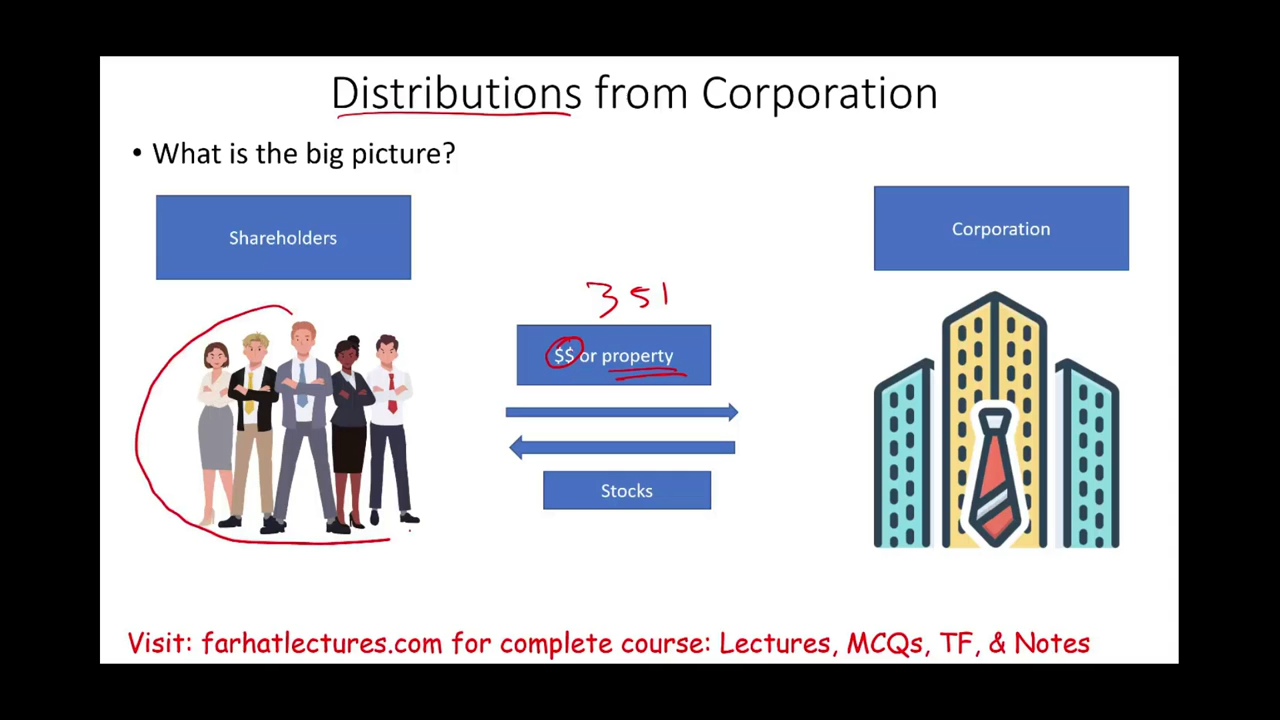 Distributions from Corporation
• What is the big picture?
Shareholders
Corporation
351
$$ or property
Stocks
Visit: farhatlectures.com for complete course: Lectures, MCQs, TF, & Notes